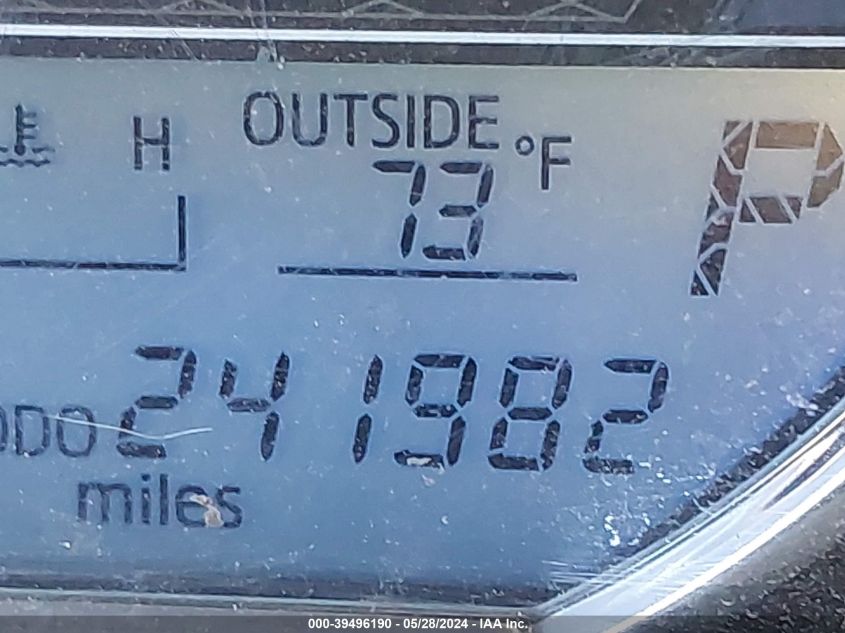 H OUTSIDE °F P
73
ODO 241982
miles
000-39496190 - 05/28/2024 - IAA Inc.